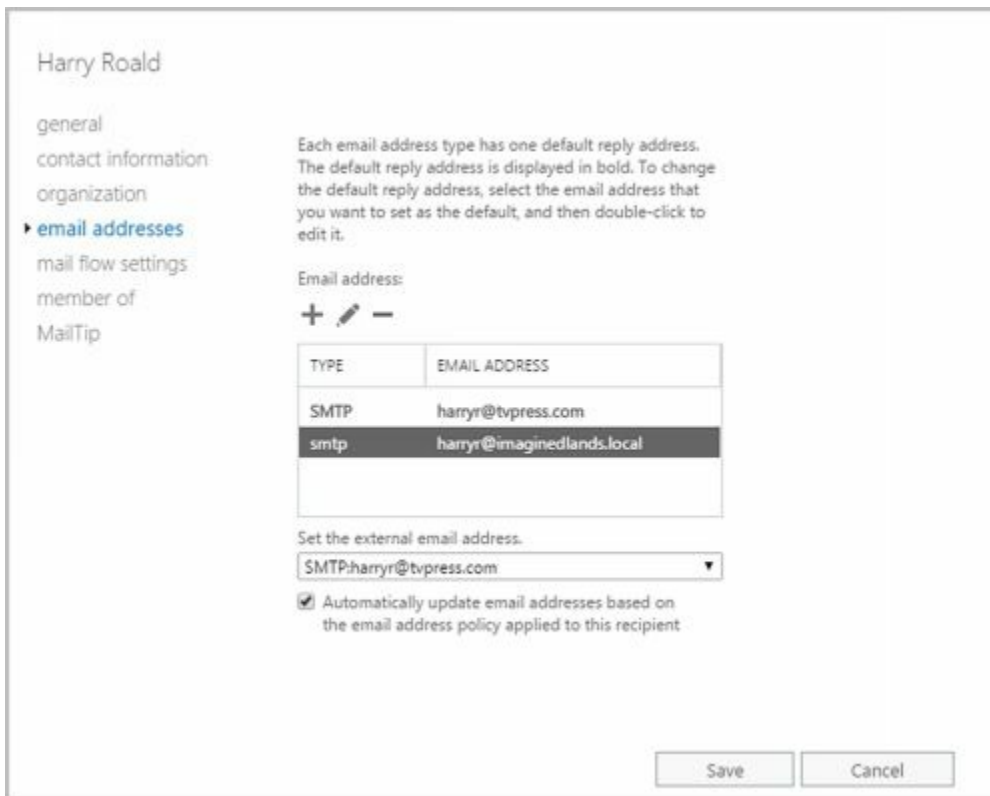 Harry Roald
general
contact information
organization
email addresses
mail flow settings
member of
MailTip
Each email address type has one default reply address.
The default reply address is displayed in bold. To change
the default reply address, select the email address that
you want to set as the default, and then double-click to
edit it.
Email address:
TYPE EMAIL ADDRESS
SMTP harryr@tvpress.com
smtp harryr@imaginedlands.local
Set the external email address.
SMTP:harryr@tvpress.com
Automatically update email addresses based on
the email address policy applied to this recipient
Save Cancel